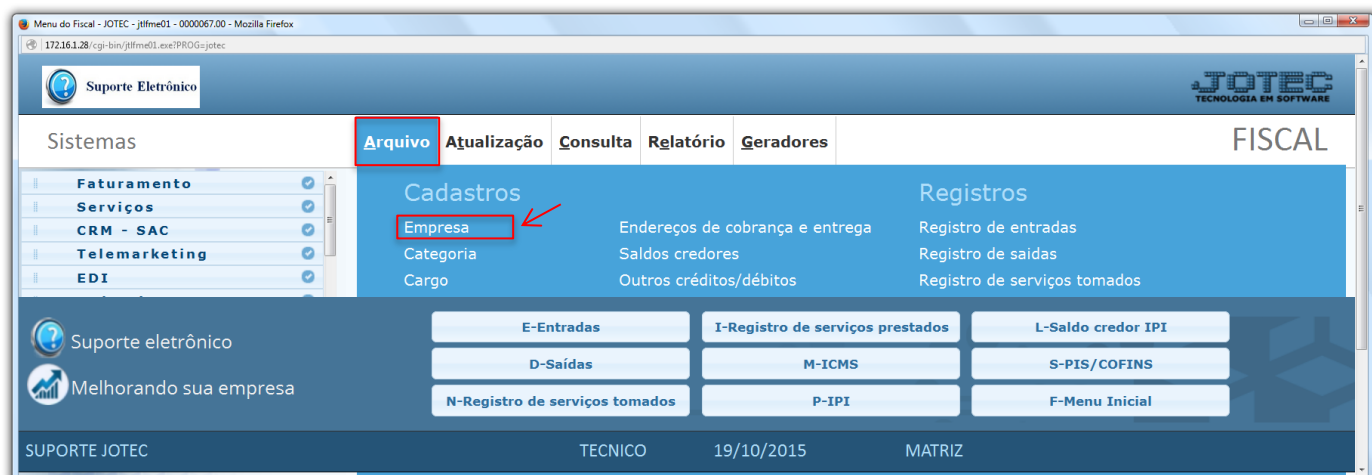 Menu do Fiscal - JOTEC - jtlfme01 - 0000067.00 - Mozilla Firefox
172.16.1.28/cgi-bin/jtlfme01.exe?PROG=jotec
Suporte Eletrônico
JOTEC
TECNOLOGIA EM SOFTWARE
Sistemas
Arquivo Atualização Consulta Relatório Geradores
FISCAL
Faturamento
Serviços
CRM - SAC
Telemarketing
EDI
Cadastros
Registros
Empresa
Endereços de cobrança e entrega
Registro de entradas
Categoria
Saldos credores
Registro de saidas
Cargo
Outros créditos/débitos
Registro de serviços tomados
Suporte eletrônico
Melhorando sua empresa
E-Entradas
I-Registro de serviços prestados
L-Saldo credor IPI
D-Saídas
M-ICMS
S-PIS/COFINS
N-Registro de serviços tomados
P-IPI
F-Menu Inicial
SUPORTE JOTEC TECNICO 19/10/2015 MATRIZ